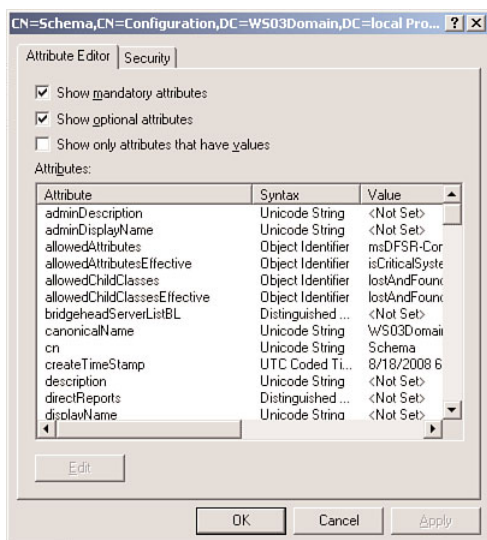 CN=Schema,CN=Configuration,DC=WS03Domain,DC=local Pro...
Attribute Editor Security
Show mandatory attributes
Show optional attributes
Show only attributes that have values
Attributes:
Attribute Syntax Value
adminDescription Unicode String <Not Set>
adminDisplayName Unicode String <Not Set>
allowedAttributes Object Identifier msDFSR-Cor
allowedAttributesEffective Object Identifier isCriticalSyste
allowedChildClasses Object Identifier lostAndFound
allowedChildClassesEffective Object Identifier lostAndFound
bridgeheadServerListBL Distinguished ... <Not Set>
canonicalName Unicode String WS03Domai
cn Unicode String Schema
createTimeStamp UTC Coded Ti... 8/18/2008 6
description Unicode String <Not Set>
directReports Distinguished ... <Not Set>
displayName Unicode String <Not Set>
Edit
OK Cancel Apply